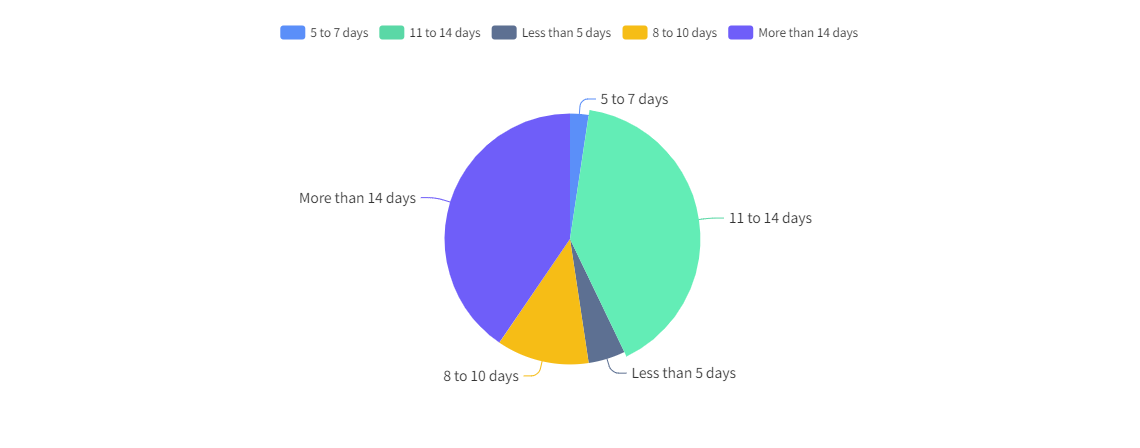 5 to 7 days 11 to 14 days Less than 5 days 8 to 10 days More than 14 days
5 to 7 days
More than 14 days
11 to 14 days
Less than 5 days
8 to 10 days